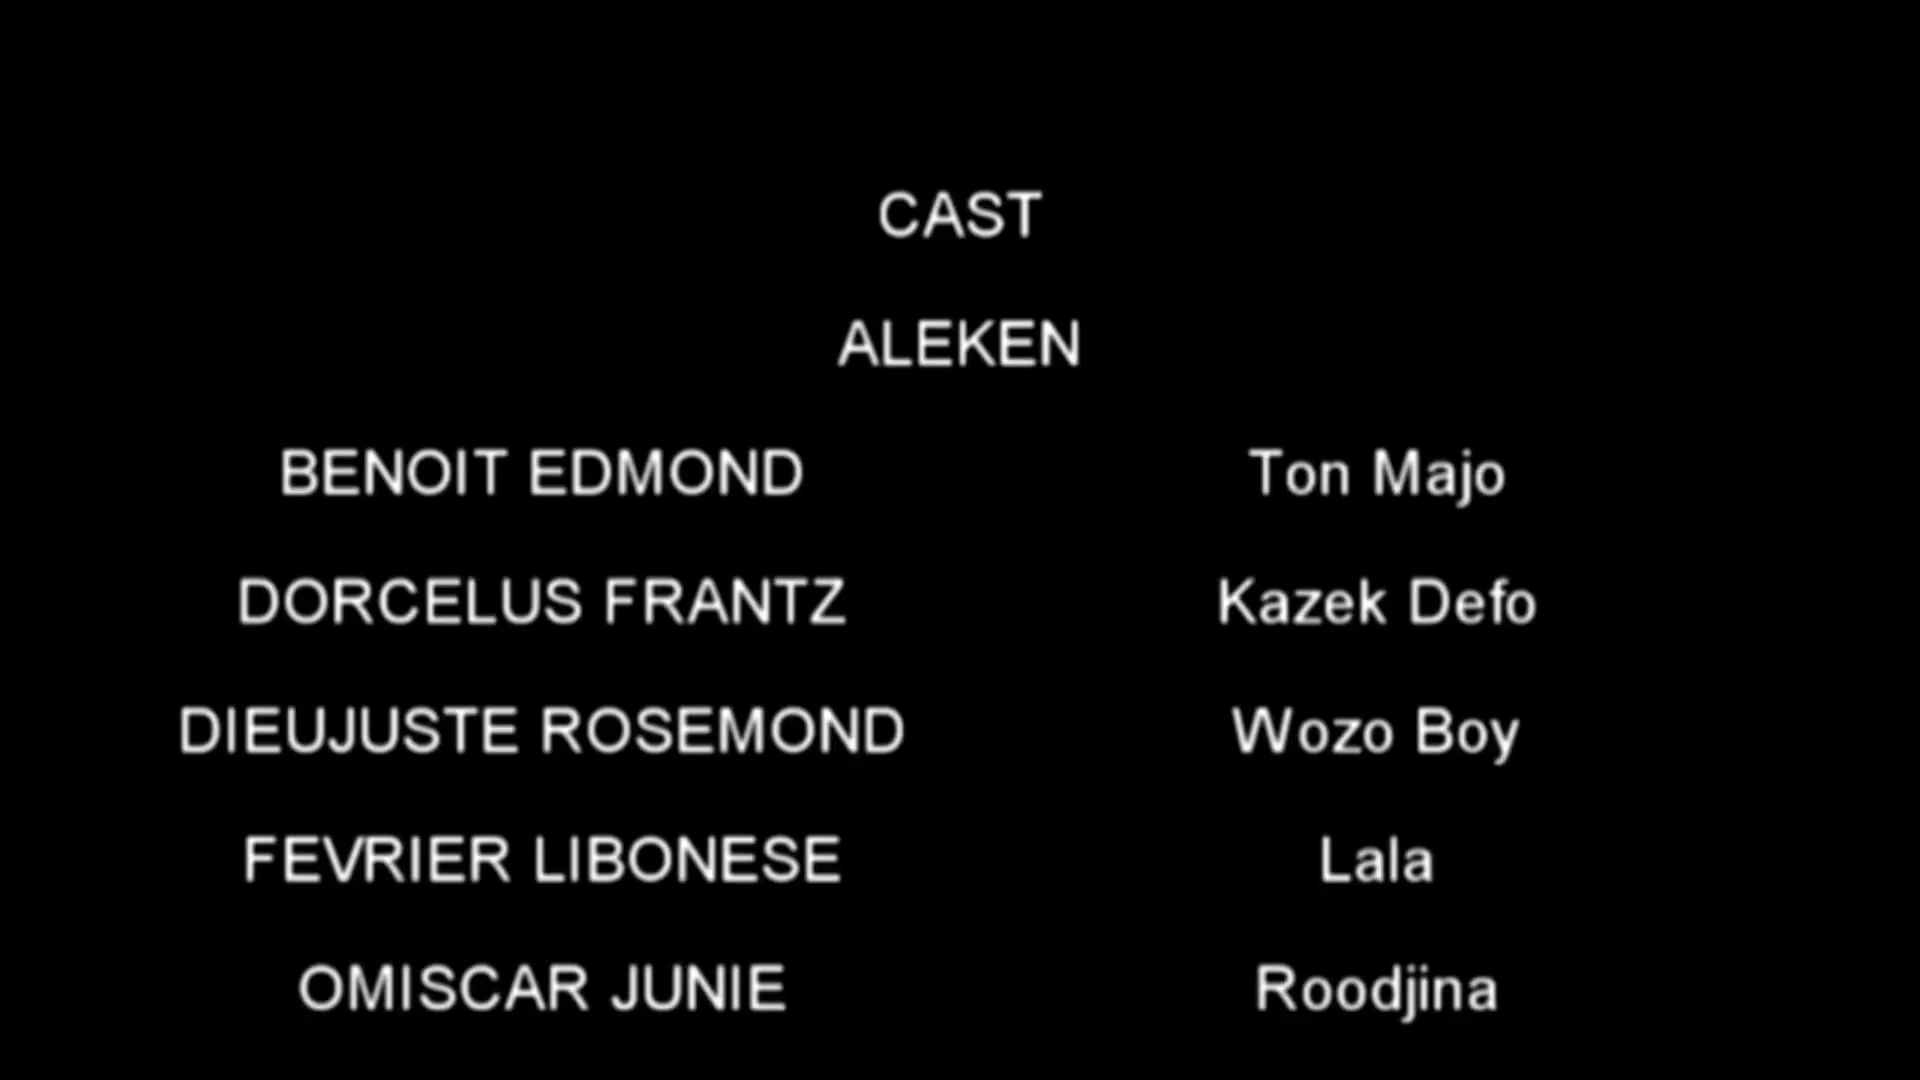 CAST
ALEKEN
BENOIT EDMOND Ton Majo
DORCELUS FRANTZ Kazek Defo
DIEUJUSTE ROSEMOND Wozo Boy
FEVRIER LIBONESE Lala
OMISCAR JUNIE Roodjina